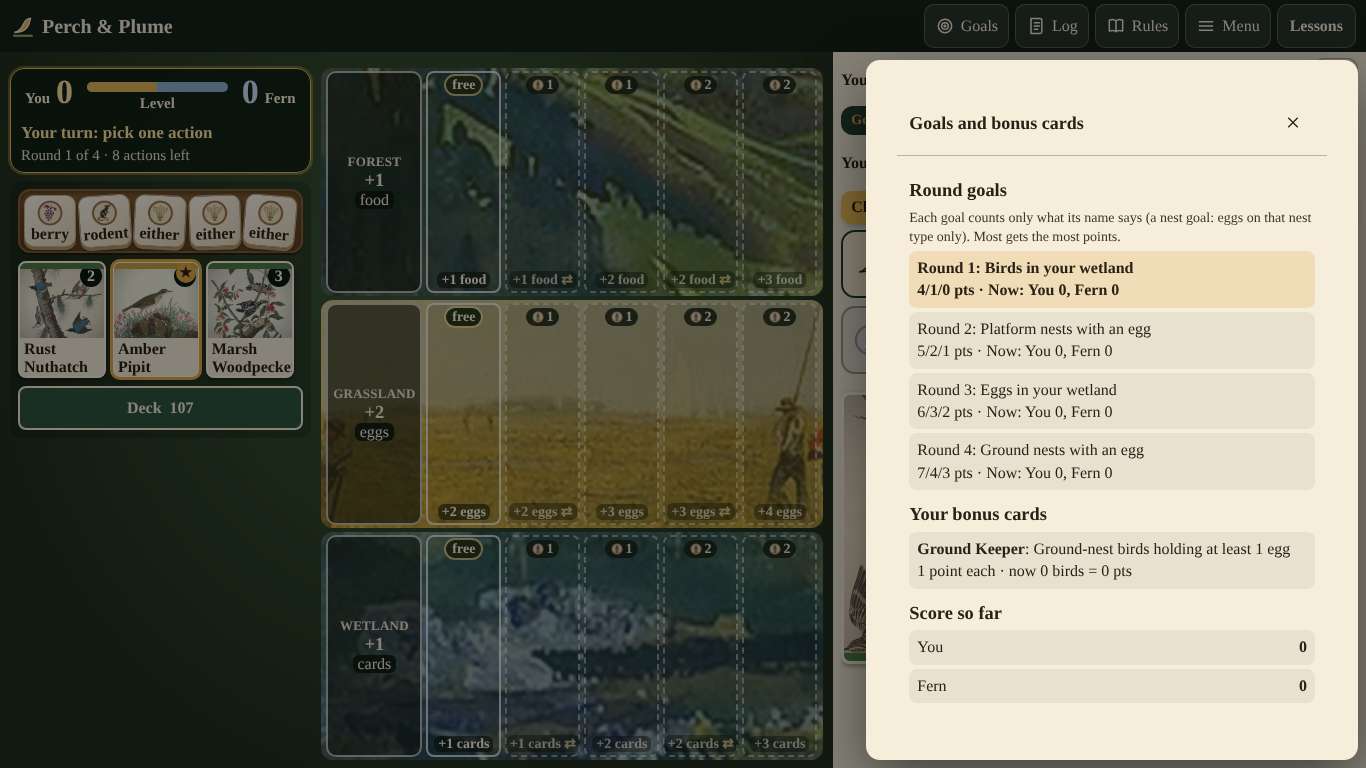 Perch & Plume
Goals
Log
Rules
Menu
Lessons
You 0
Level
0 Fern
Your turn: pick one action
Round 1 of 4 · 8 actions left
berry
rodent
either
either
either
2
Rust
Nuthatch
Amber
Pipit
3
Marsh
Woodpecke
Deck 107
FOREST
+1
food
free
1
1
2
2
+1 food
+1 food ⇄
+2 food
+2 food ⇄
+3 food
GRASSLAND
+2
eggs
free
1
1
2
2
+2 eggs
+2 eggs ⇄
+3 eggs
+3 eggs ⇄
+4 eggs
WETLAND
+1
cards
free
1
1
2
2
+1 cards
+1 cards ⇄
+2 cards
+2 cards ⇄
+3 cards
You
You
Goals and bonus cards
Round goals
Each goal counts only what its name says (a nest goal: eggs on that nest
type only). Most gets the most points.
Round 1: Birds in your wetland
4/1/0 pts · Now: You 0, Fern 0
Round 2: Platform nests with an egg
5/2/1 pts · Now: You 0, Fern 0
Round 3: Eggs in your wetland
6/3/2 pts · Now: You 0, Fern 0
Round 4: Ground nests with an egg
7/4/3 pts · Now: You 0, Fern 0
Your bonus cards
Ground Keeper: Ground-nest birds holding at least 1 egg
1 point each · now 0 birds = 0 pts
Score so far
You 0
Fern 0